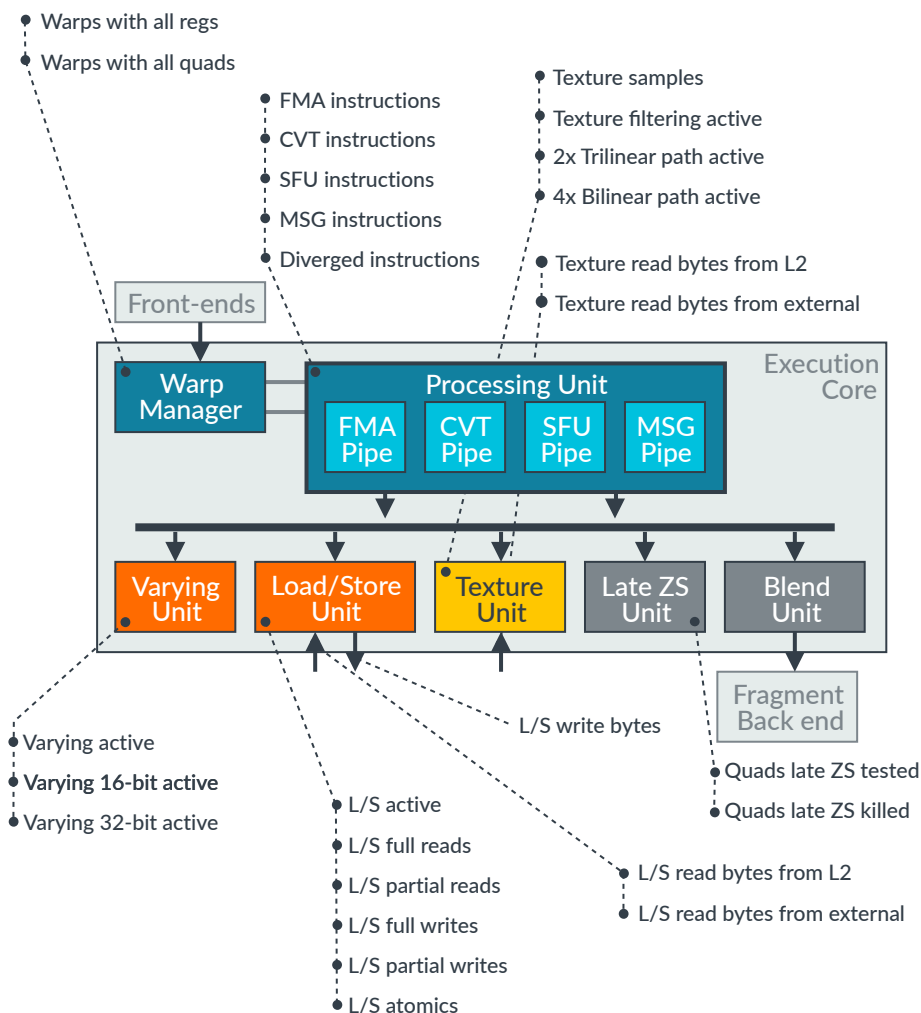 Warps with all regs
Warps with all quads
FMA instructions
CVT instructions
SFU instructions
MSG instructions
Diverged instructions
Texture samples
Texture filtering active
2x Trilinear path active
4x Bilinear path active
Texture read bytes from L2
Texture read bytes from external
Front-ends
Execution
Core
Warp
Manager
Processing Unit
FMA
Pipe
CVT
Pipe
SFU
Pipe
MSG
Pipe
Varying
Unit
Load/Store
Unit
Texture
Unit
Late ZS
Unit
Blend
Unit
Fragment
Back end
L/S write bytes
Varying active
Varying 16-bit active
Varying 32-bit active
Quads late ZS tested
Quads late ZS killed
L/S active
L/S full reads
L/S partial reads
L/S full writes
L/S partial writes
L/S atomics
L/S read bytes from L2
L/S read bytes from external